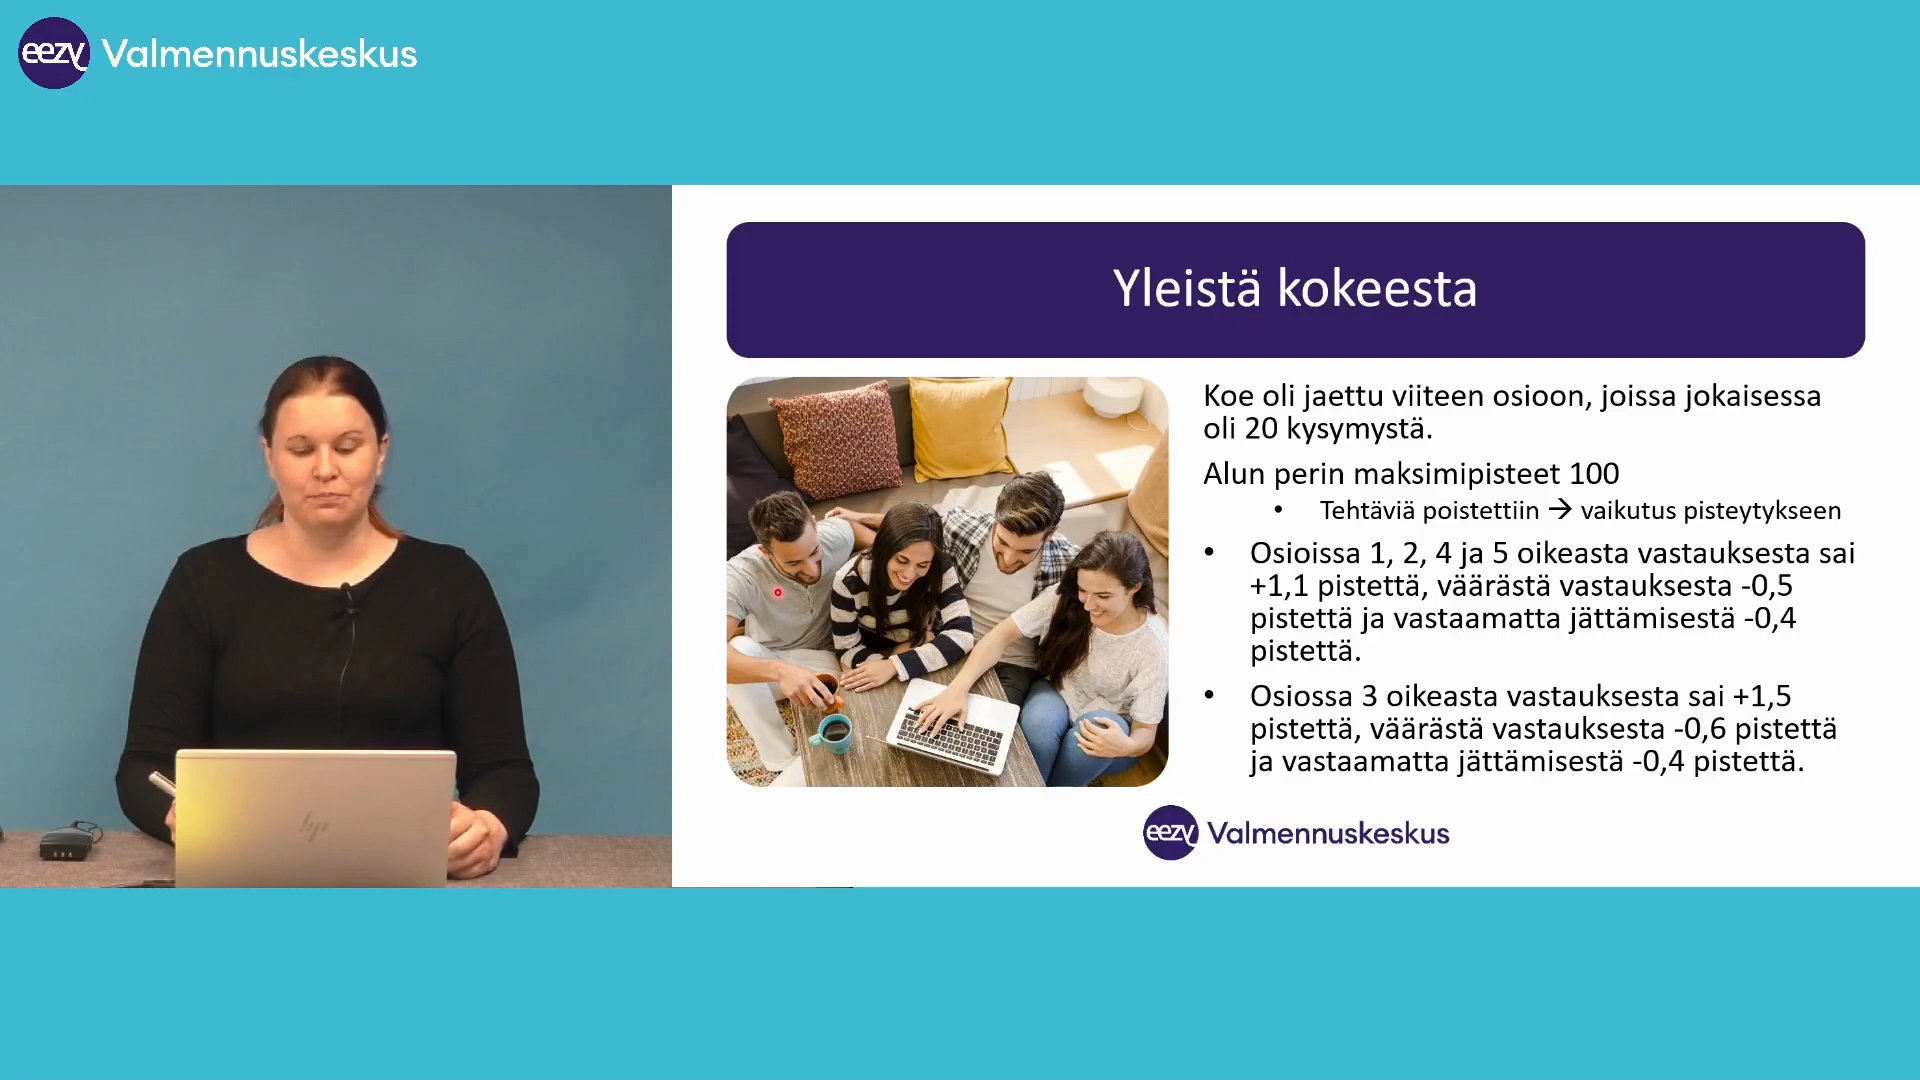 eezy Valmennuskeskus
Yleistä kokeesta
Koe oli jaettu viiteen osioon, joissa jokaisessa
oli 20 kysymystä.
Alun perin maksimipisteet 100
• Tehtäviä poistettiin → vaikutus pisteytykseen
• Osioissa 1, 2, 4 ja 5 oikeasta vastauksesta sai
+1,1 pistettä, väärästä vastauksesta -0,5
pistettä ja vastaamatta jättämisestä -0,4
pistettä.
• Osiossa 3 oikeasta vastauksesta sai +1,5
pistettä, väärästä vastauksesta -0,6 pistettä
ja vastaamatta jättämisestä -0,4 pistettä.
eezy Valmennuskeskus
hp